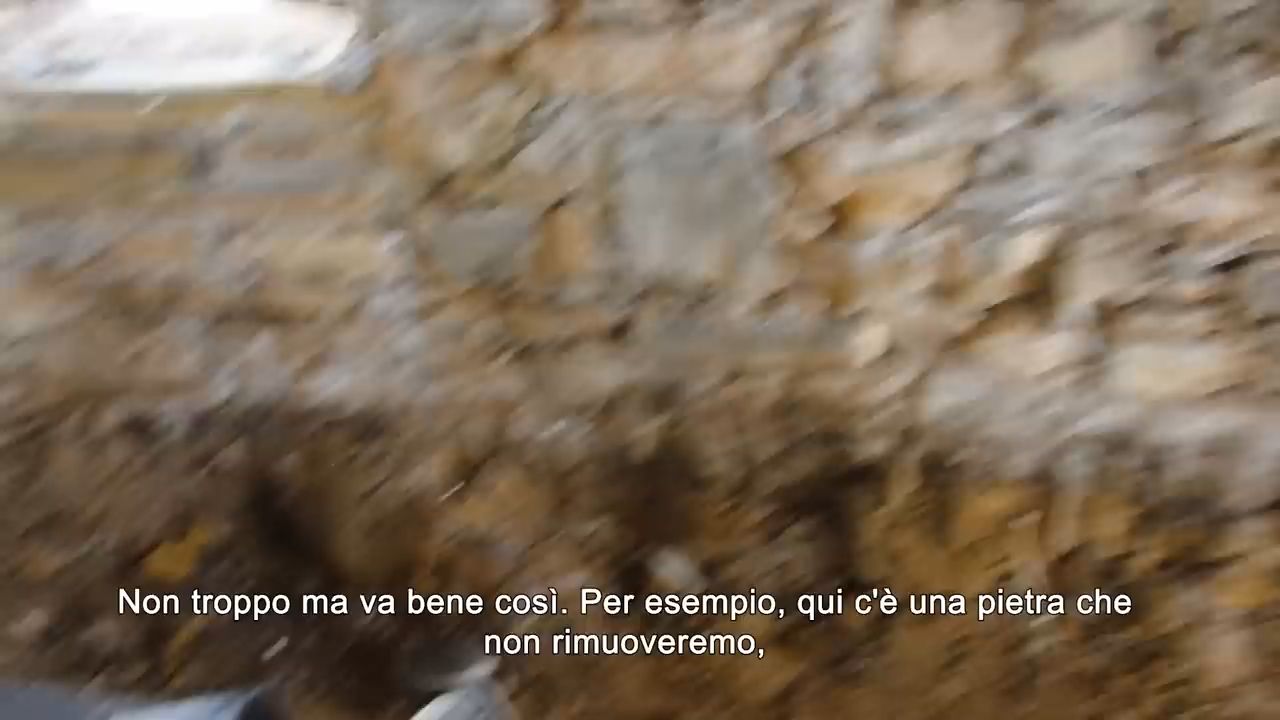 Non troppo ma va bene così. Per esempio, qui c'è una pietra che
non rimuoveremo,